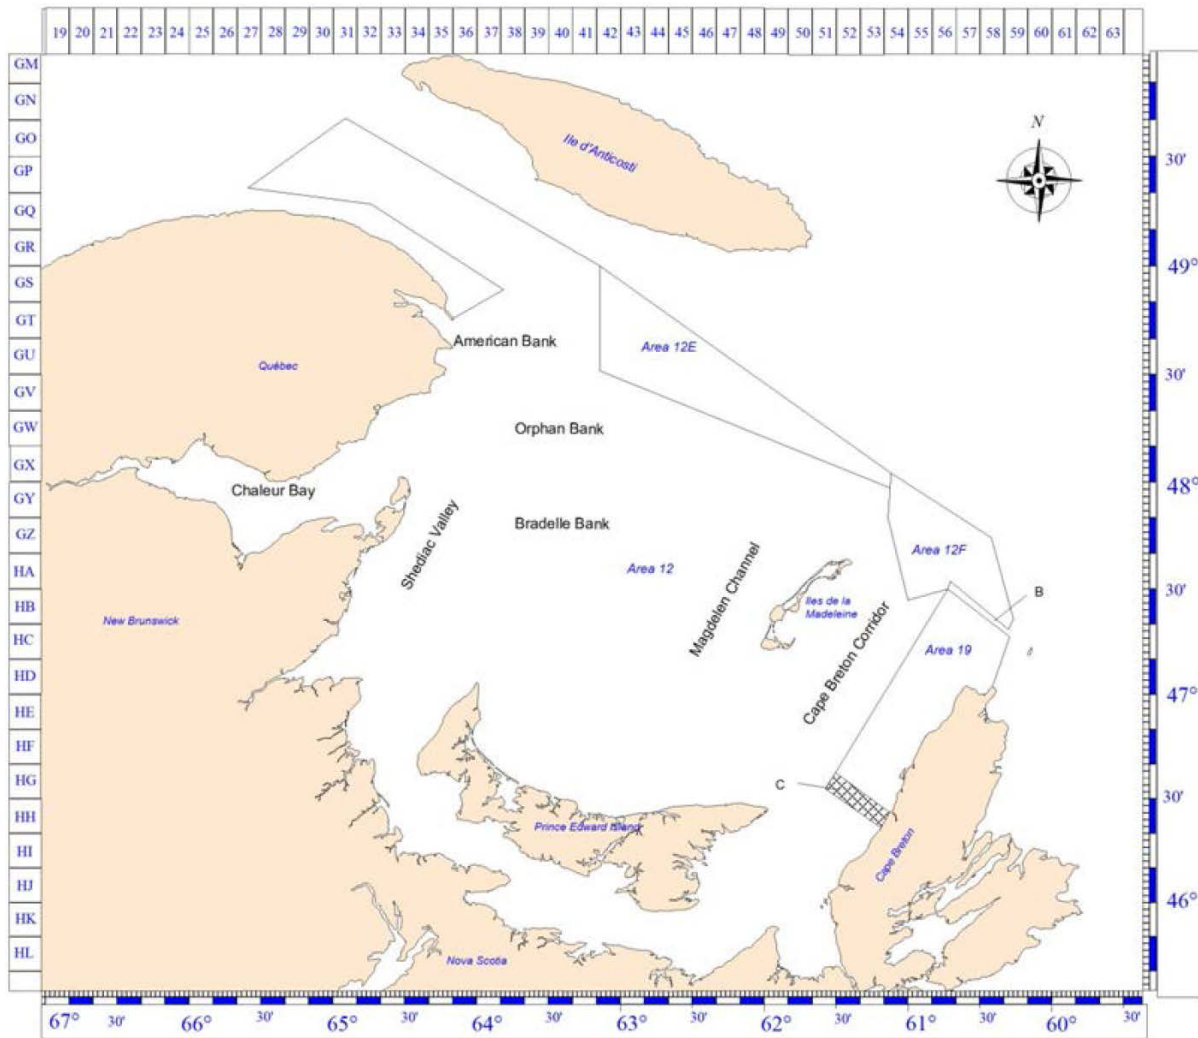 19 20 21 22 23 24 25 26 27 28 29 30 31 32 33 34 35 36 37 38 39 40 41 42 43 44 45 46 47 48 49 50 51 52 53 54 55 56 57 58 59 60 61 62 63
GM
GN
GO
GP
GQ
GR
GS
GT
GU
GV
GW
GX
GY
GZ
HA
HB
HC
HD
HE
HF
HG
HH
HI
HJ
HK
HL
N
Ile d'Anticosti
American Bank
Area 12E
Québec
Orphan Bank
Chaleur Bay
Shediac Valley
Bradelle Bank
Area 12F
Area 12
Magdelen Channel
Iles de la
Madeleine
B
New Brunswick
Cape Breton Corridor
Area 19
C
Prince Edward Island
Cape Breton
Nova Scotia
30'
49°
30'
48°
30'
47°
30'
46°
67° 30' 66° 30' 65° 30' 64° 30' 63° 30' 62° 30' 61° 30' 60° 30'